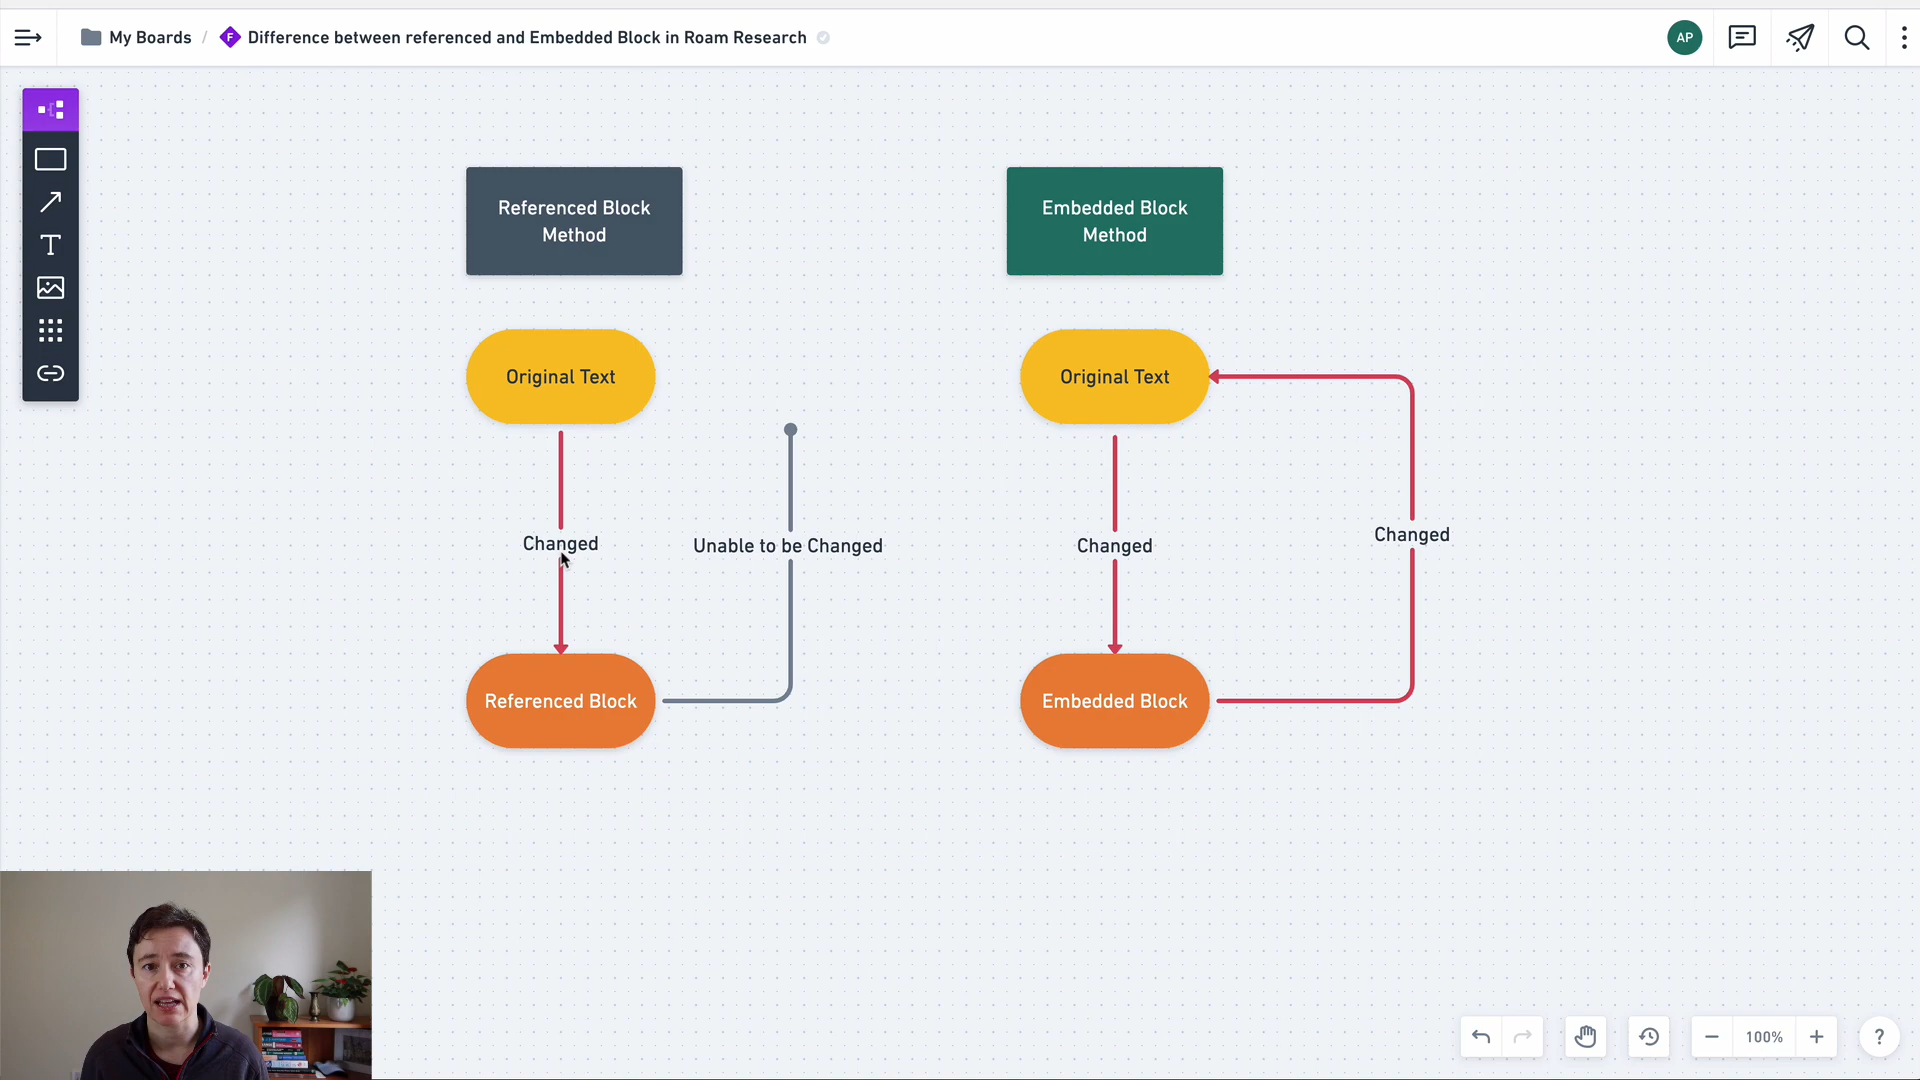 My Boards / F Difference between referenced and Embedded Block in Roam Research
AP
T
Referenced Block
Method
Embedded Block
Method
Original Text
Original Text
Changed
Unable to be Changed
Changed
Changed
Referenced Block
Embedded Block
100%
?